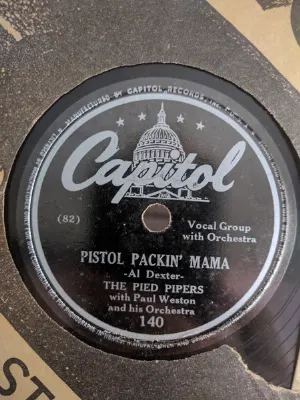 MANUFACTURED BY CAPITOL RECORDS, INC.
Capitol
(82)
Vocal Group
with Orchestra
PISTOL PACKIN' MAMA
-Al Dexter-
THE PIED PIPERS
with Paul Weston
and his Orchestra
140
ST